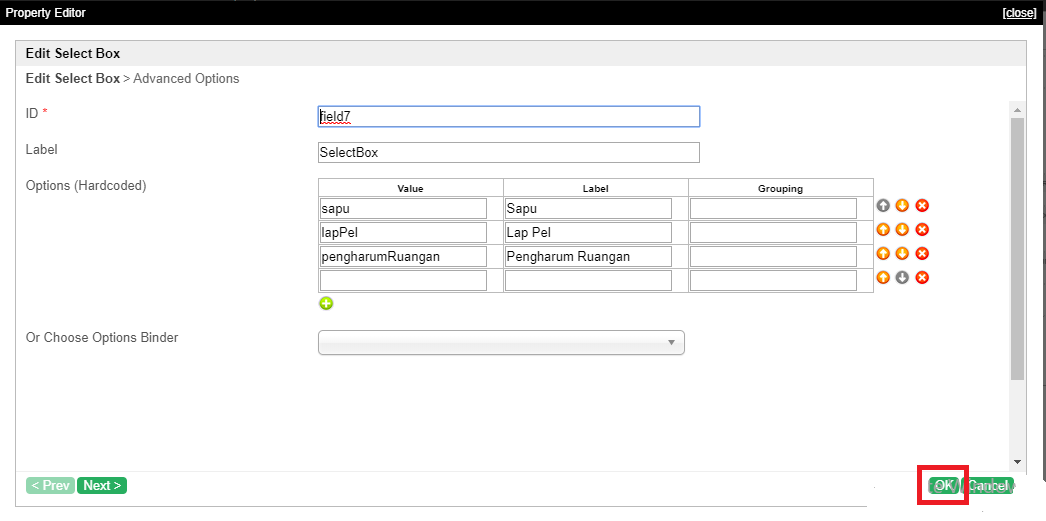 Property Editor [close]
Edit Select Box
Edit Select Box > Advanced Options
ID *
field7
Label
SelectBox
Options (Hardcoded)
Value Label Grouping
sapu Sapu
lapPel Lap Pel
pengharumRuangan Pengharum Ruangan
Or Choose Options Binder
< Prev Next > OK Cancel